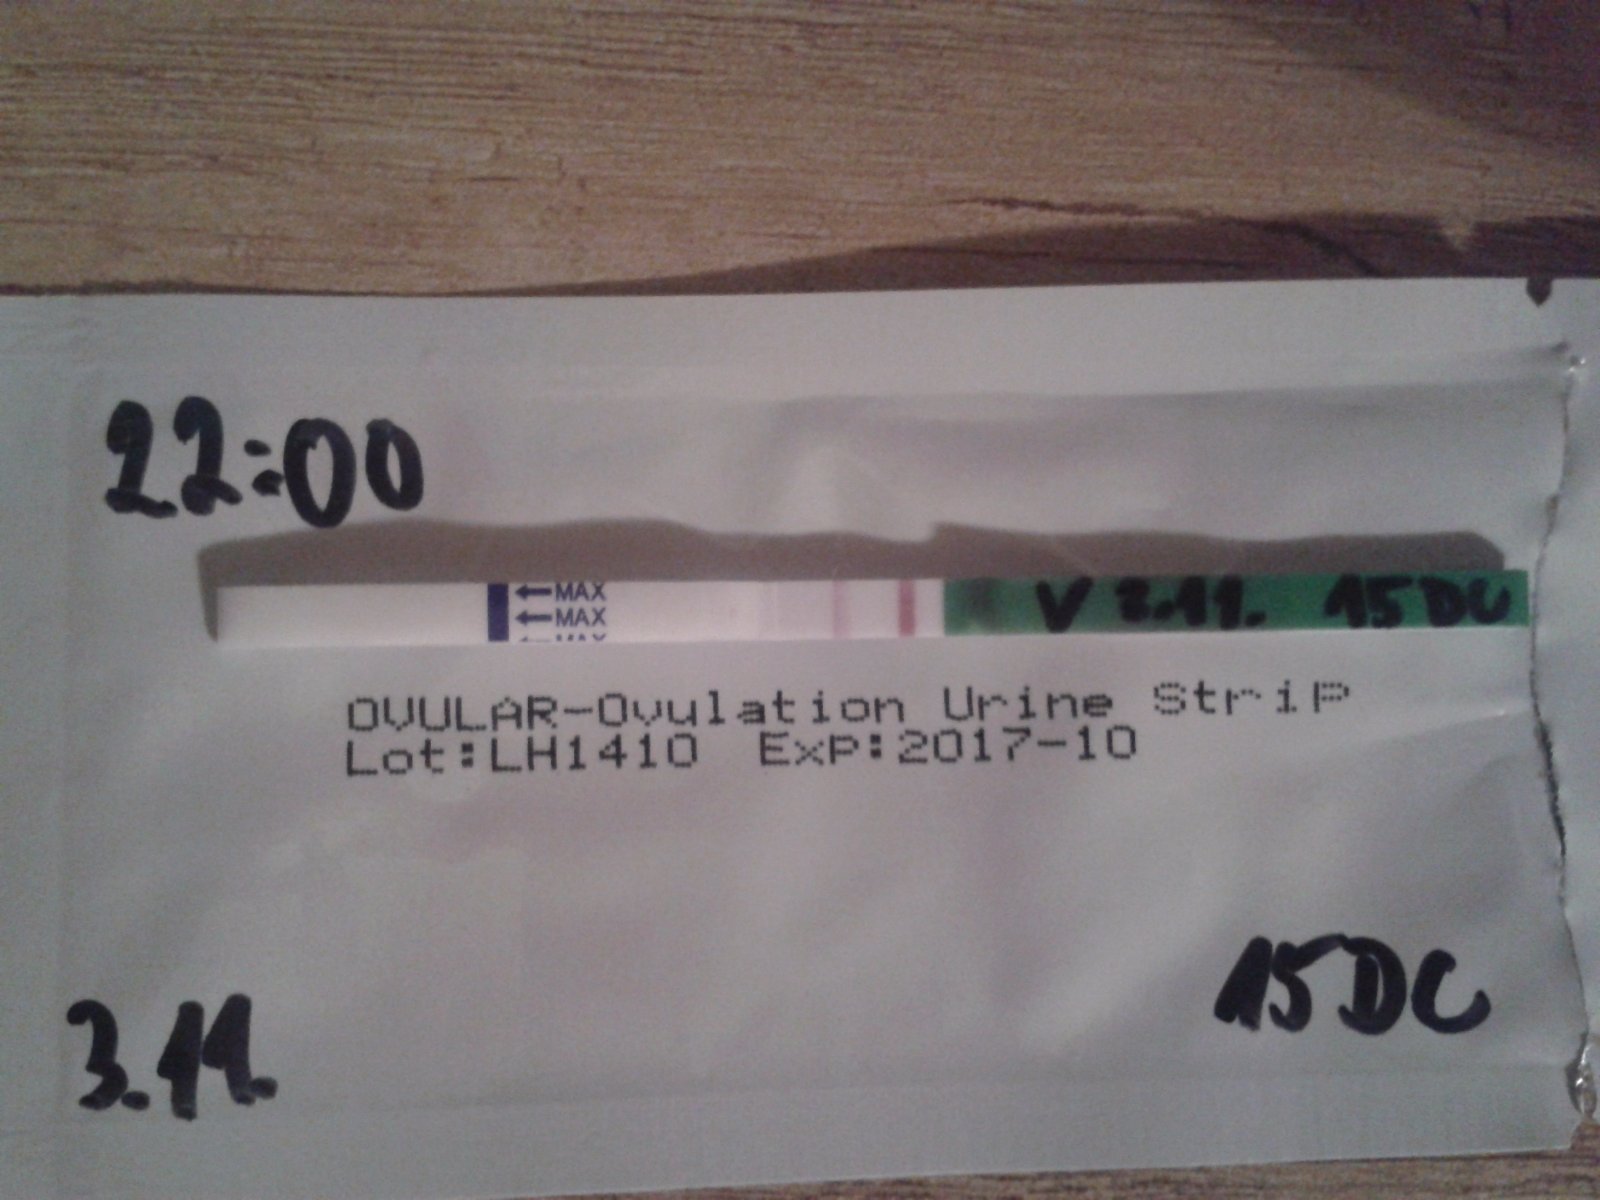 22:00
←MAX
←MAX
←MAX
V 3.11. 15DC
OVULAR-Ovulation Urine Strip
Lot:LH1410 Exp:2017-10
15DC
3.11.